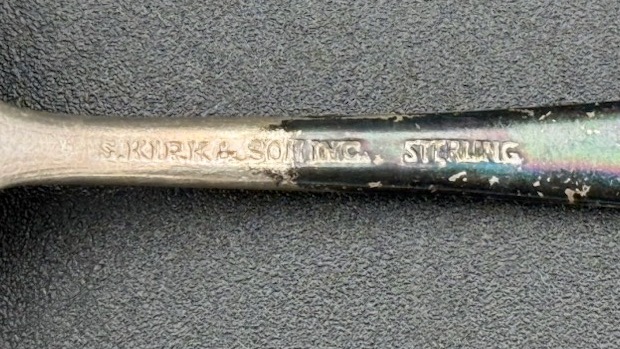 S. KIRK & SON INC. STERLING